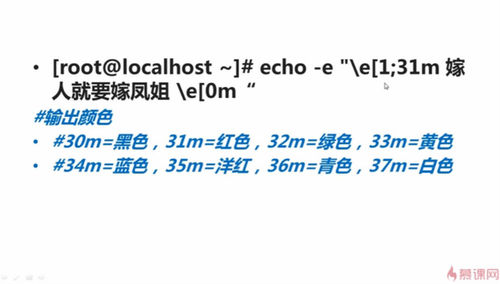 • [root@localhost ~]# echo -e "\e[1;31m 嫁
人就要嫁凤姐 \e[0m “
#输出颜色
• #30m=黑色，31m=红色，32m=绿色，33m=黄色
• #34m=蓝色，35m=洋红，36m=青色，37m=白色
慕课网